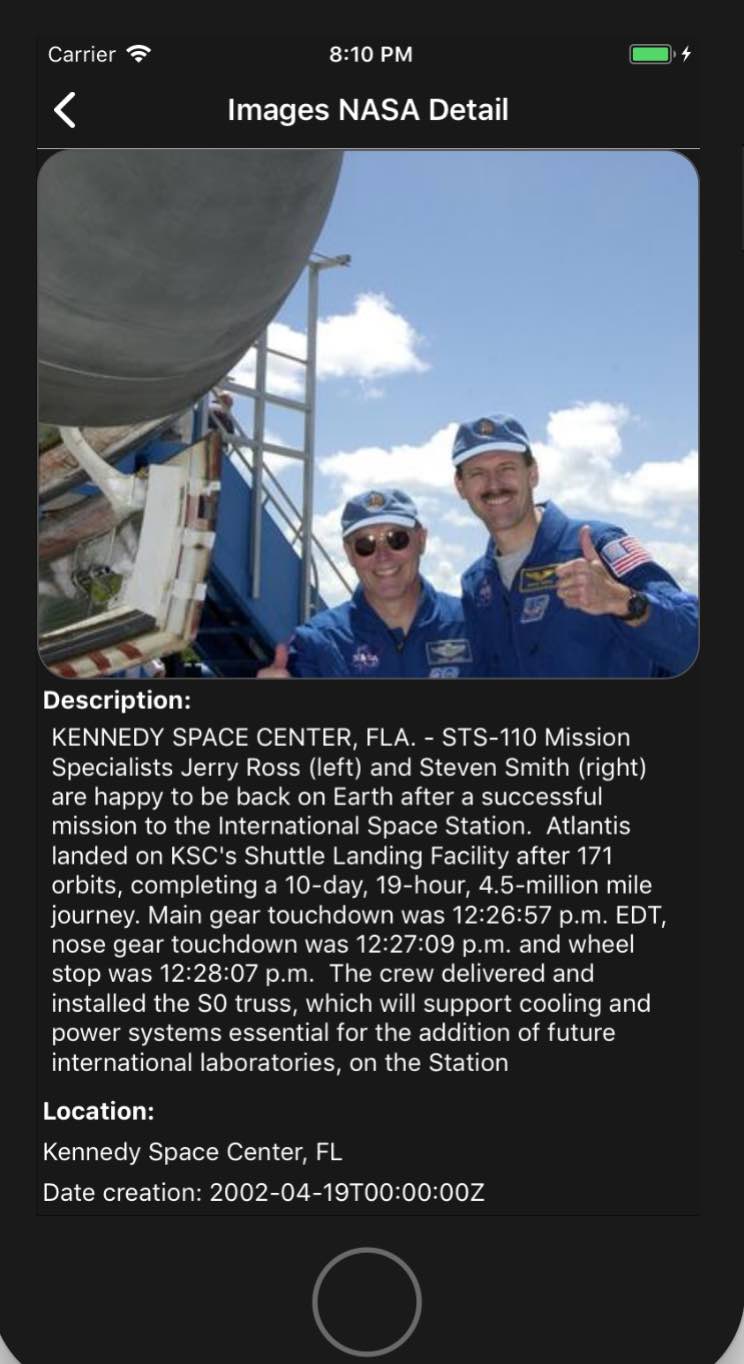 Carrier 8:10 PM
Images NASA Detail
NASA
Description:
KENNEDY SPACE CENTER, FLA. - STS-110 Mission
Specialists Jerry Ross (left) and Steven Smith (right)
are happy to be back on Earth after a successful
mission to the International Space Station.  Atlantis
landed on KSC's Shuttle Landing Facility after 171
orbits, completing a 10-day, 19-hour, 4.5-million mile
journey. Main gear touchdown was 12:26:57 p.m. EDT,
nose gear touchdown was 12:27:09 p.m. and wheel
stop was 12:28:07 p.m.  The crew delivered and
installed the S0 truss, which will support cooling and
power systems essential for the addition of future
international laboratories, on the Station
Location:
Kennedy Space Center, FL
Date creation: 2002-04-19T00:00:00Z